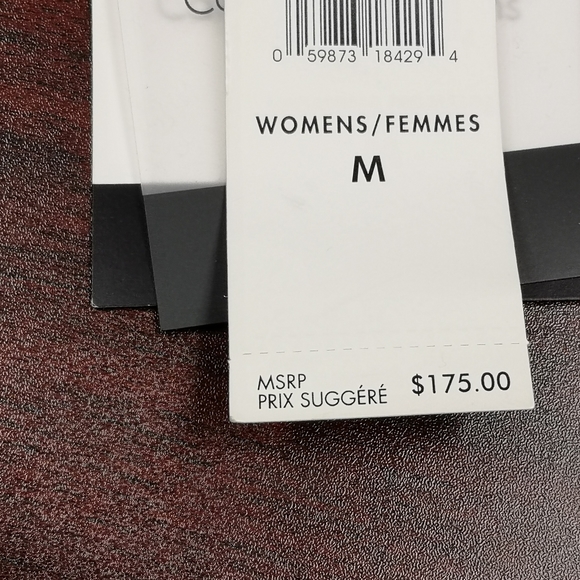 0 59873 18429 4
WOMENS/FEMMES
M
MSRP
PRIX SUGGÉRÉ $175.00